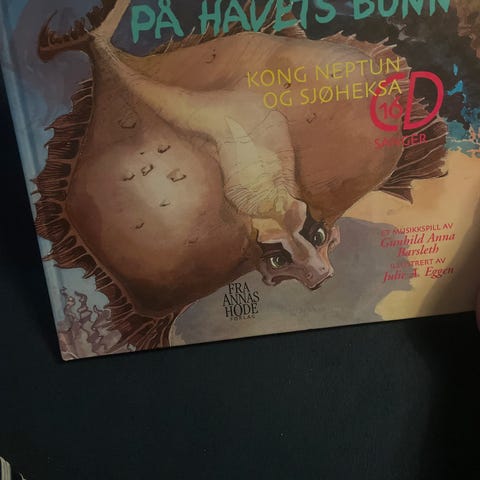 PÅ HAVETS BUNN
KONG NEPTUN
OG SJØHEKSA
CD
16
SANGER
ET MUSIKKSPILL AV
Gunhild Anna
Barsleth
ILLUSTRERT AV
Julie A. Eggen
FRA
ANNAS
HODE
FORLAG